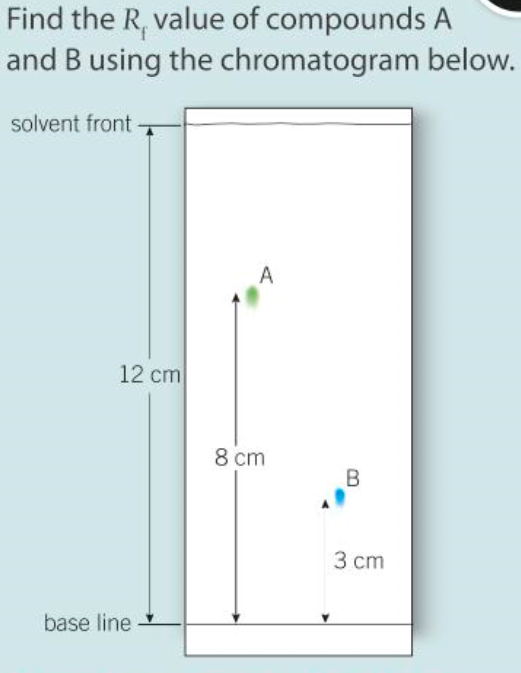 Find the Rf value of compounds A
and B using the chromatogram below.
solvent front
A
12 cm
8 cm
B
3 cm
base line